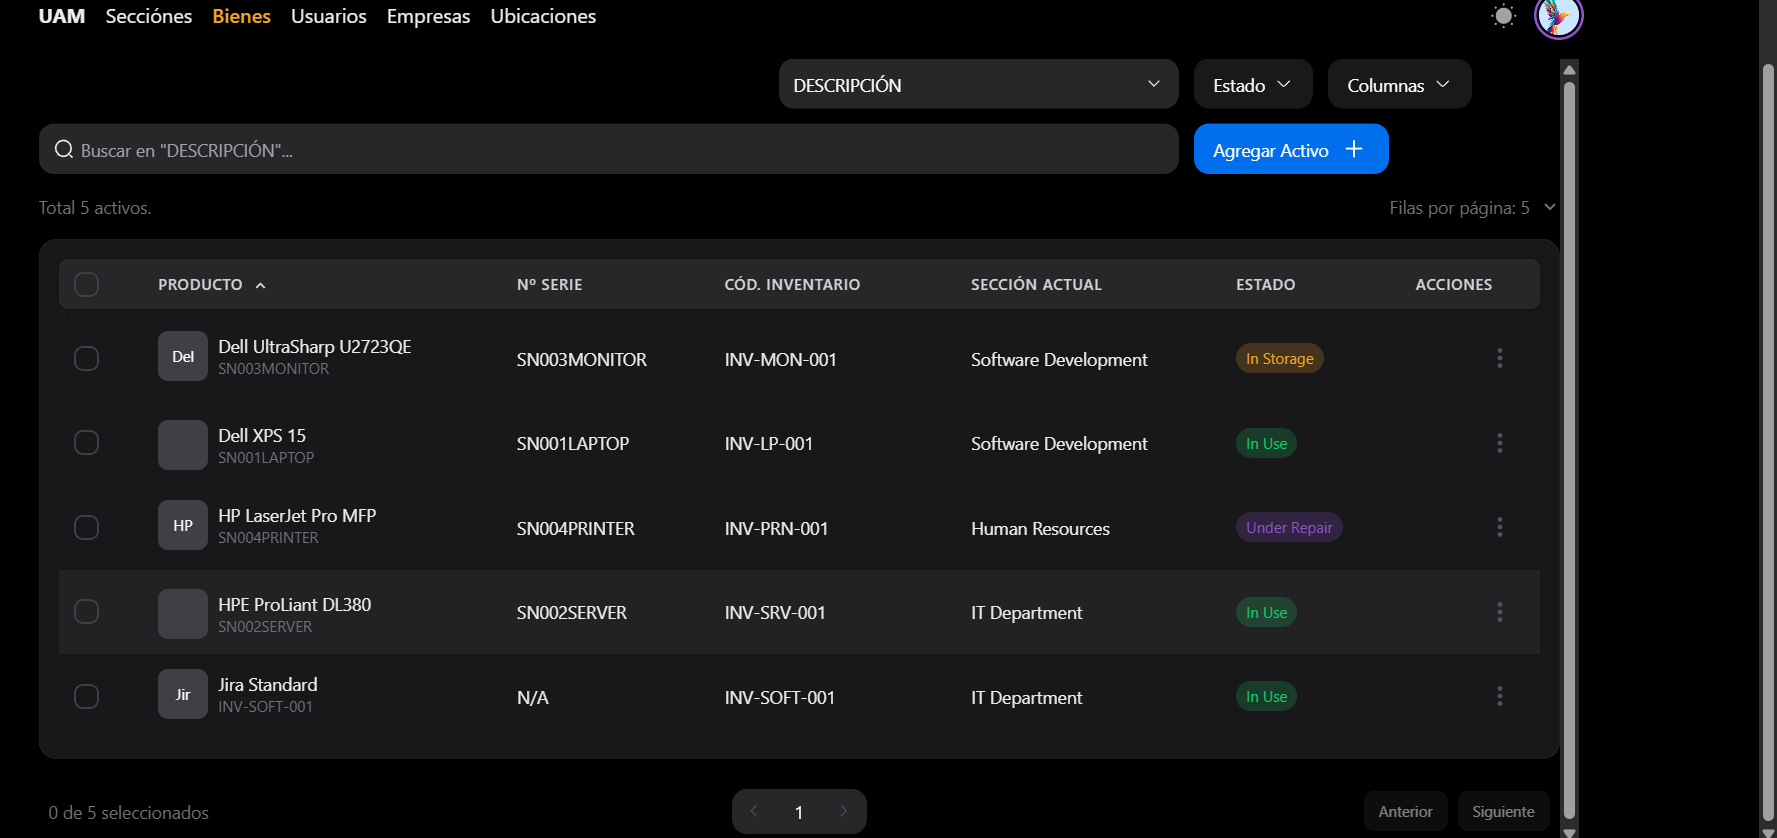 UAM Secciónes Bienes Usuarios Empresas Ubicaciones
DESCRIPCIÓN Estado Columnas
Buscar en "DESCRIPCIÓN"... Agregar Activo +
Total 5 activos. Filas por página: 5
PRODUCTO Nº SERIE CÓD. INVENTARIO SECCIÓN ACTUAL ESTADO ACCIONES
Del Dell UltraSharp U2723QE SN003MONITOR INV-MON-001 Software Development In Storage
SN003MONITOR
Dell XPS 15 SN001LAPTOP INV-LP-001 Software Development In Use
SN001LAPTOP
HP HP LaserJet Pro MFP SN004PRINTER INV-PRN-001 Human Resources Under Repair
SN004PRINTER
HPE ProLiant DL380 SN002SERVER INV-SRV-001 IT Department In Use
SN002SERVER
Jir Jira Standard N/A INV-SOFT-001 IT Department In Use
INV-SOFT-001
0 de 5 seleccionados 1 Anterior Siguiente